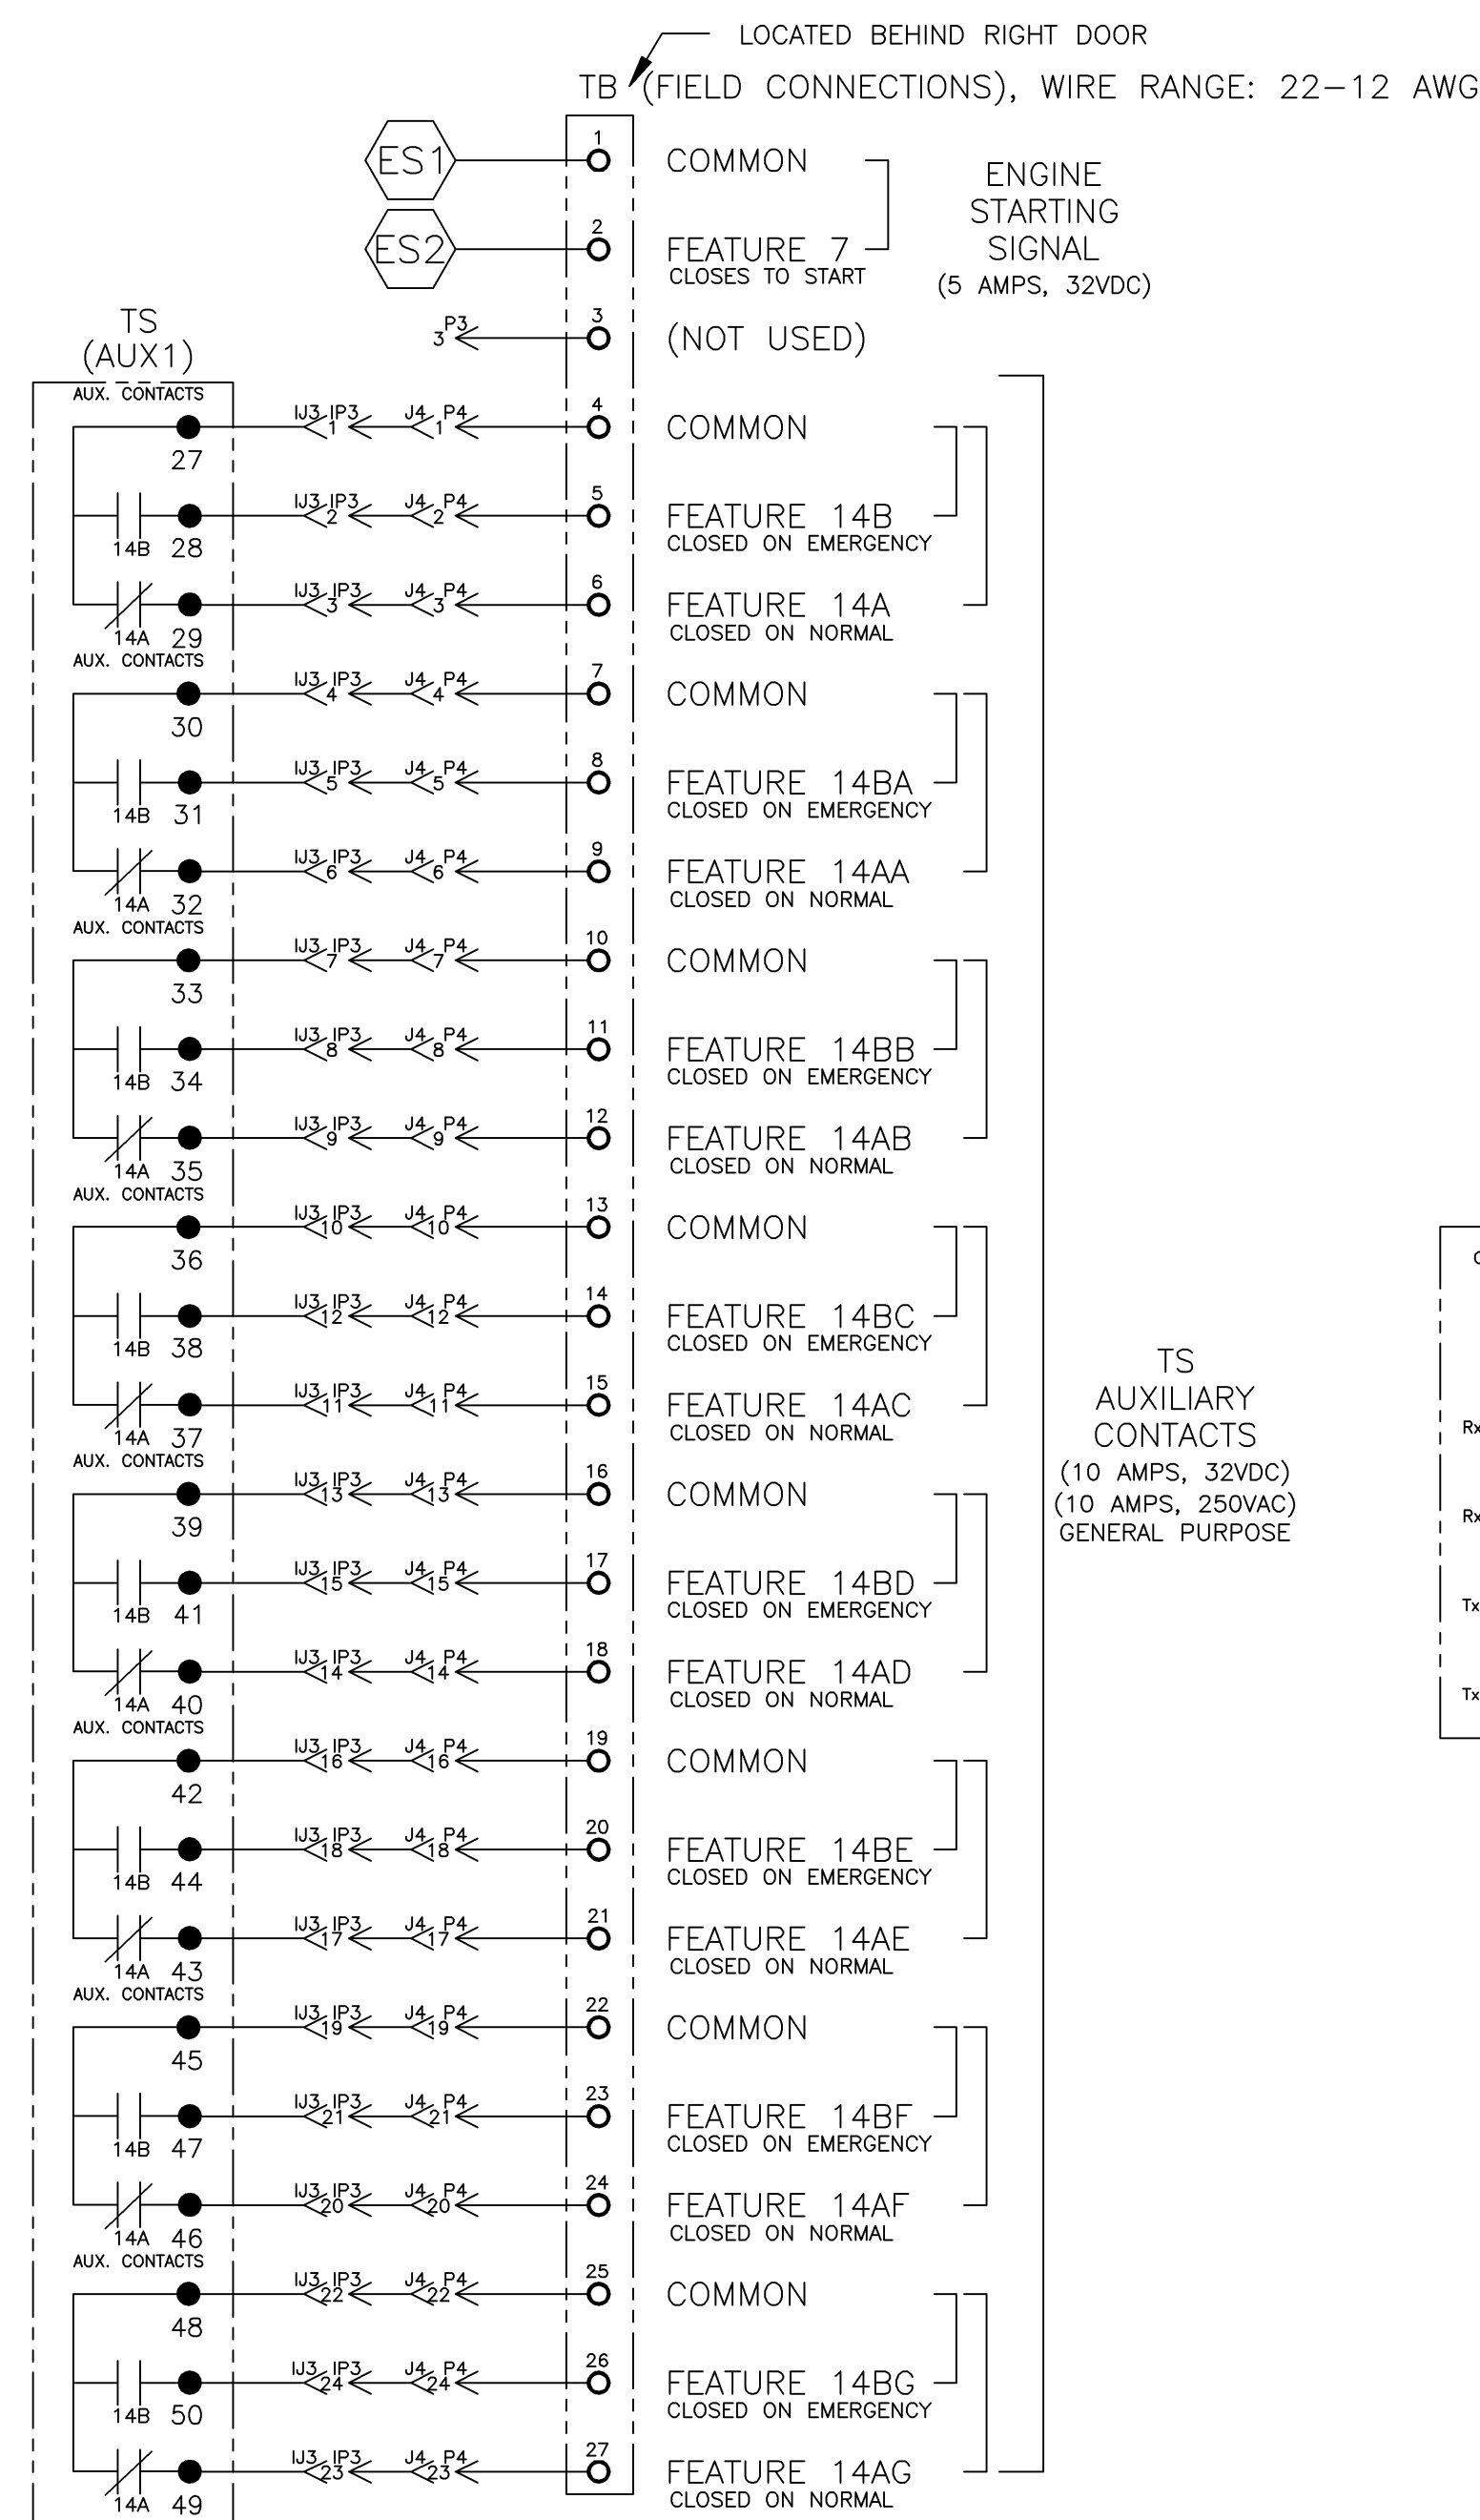 LOCATED BEHIND RIGHT DOOR
TB (FIELD CONNECTIONS), WIRE RANGE: 22-12 AWG
ES1 1 COMMON
ENGINE
STARTING
SIGNAL
(5 AMPS, 32VDC)
ES2 2 FEATURE 7
CLOSES TO START
TS
(AUX1)
3 P3 3 (NOT USED)
AUX. CONTACTS
27 IJ3 1 IP3 J4 1 P4 4 COMMON
14B 28 IJ3 2 IP3 J4 2 P4 5 FEATURE 14B
CLOSED ON EMERGENCY
14A 29 IJ3 3 IP3 J4 3 P4 6 FEATURE 14A
CLOSED ON NORMAL
AUX. CONTACTS
30 IJ3 4 IP3 J4 4 P4 7 COMMON
14B 31 IJ3 5 IP3 J4 5 P4 8 FEATURE 14BA
CLOSED ON EMERGENCY
14A 32 IJ3 6 IP3 J4 6 P4 9 FEATURE 14AA
CLOSED ON NORMAL
AUX. CONTACTS
33 IJ3 7 IP3 J4 7 P4 10 COMMON
14B 34 IJ3 8 IP3 J4 8 P4 11 FEATURE 14BB
CLOSED ON EMERGENCY
14A 35 IJ3 9 IP3 J4 9 P4 12 FEATURE 14AB
CLOSED ON NORMAL
AUX. CONTACTS
36 IJ3 10 IP3 J4 10 P4 13 COMMON
14B 38 IJ3 12 IP3 J4 12 P4 14 FEATURE 14BC
CLOSED ON EMERGENCY
14A 37 IJ3 11 IP3 J4 11 P4 15 FEATURE 14AC
CLOSED ON NORMAL
TS
AUXILIARY
CONTACTS
(10 AMPS, 32VDC)
(10 AMPS, 250VAC)
GENERAL PURPOSE
AUX. CONTACTS
39 IJ3 13 IP3 J4 13 P4 16 COMMON
14B 41 IJ3 15 IP3 J4 15 P4 17 FEATURE 14BD
CLOSED ON EMERGENCY
14A 40 IJ3 14 IP3 J4 14 P4 18 FEATURE 14AD
CLOSED ON NORMAL
Rx
Rx
Tx
Tx
AUX. CONTACTS
42 IJ3 16 IP3 J4 16 P4 19 COMMON
14B 44 IJ3 18 IP3 J4 18 P4 20 FEATURE 14BE
CLOSED ON EMERGENCY
14A 43 IJ3 17 IP3 J4 17 P4 21 FEATURE 14AE
CLOSED ON NORMAL
AUX. CONTACTS
45 IJ3 19 IP3 J4 19 P4 22 COMMON
14B 47 IJ3 21 IP3 J4 21 P4 23 FEATURE 14BF
CLOSED ON EMERGENCY
14A 46 IJ3 20 IP3 J4 20 P4 24 FEATURE 14AF
CLOSED ON NORMAL
AUX. CONTACTS
48 IJ3 22 IP3 J4 22 P4 25 COMMON
14B 50 IJ3 24 IP3 J4 24 P4 26 FEATURE 14BG
CLOSED ON EMERGENCY
14A 49 IJ3 23 IP3 J4 23 P4 27 FEATURE 14AG
CLOSED ON NORMAL